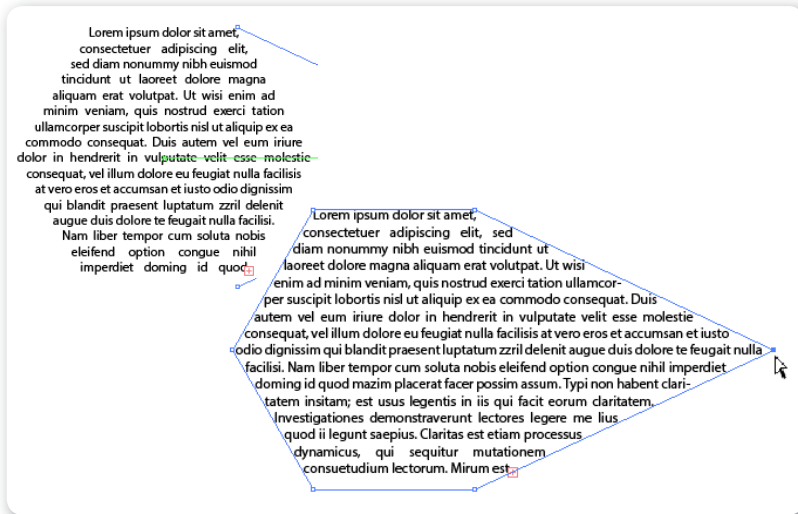 Lorem ipsum dolor sit amet,
consectetuer adipiscing elit,
sed diam nonummy nibh euismod
tincidunt ut laoreet dolore magna
aliquam erat volutpat. Ut wisi enim ad
minim veniam, quis nostrud exerci tation
ullamcorper suscipit lobortis nisl ut aliquip ex ea
commodo consequat. Duis autem vel eum iriure
dolor in hendrerit in vulputate velit esse molestie
consequat, vel illum dolore eu feugiat nulla facilisis
at vero eros et accumsan et iusto odio dignissim
qui blandit praesent luptatum zzril delenit
augue duis dolore te feugait nulla facilisi.
Nam liber tempor cum soluta nobis
eleifend option congue nihil
imperdiet doming id quod
Lorem ipsum dolor sit amet,
consectetuer adipiscing elit, sed
diam nonummy nibh euismod tincidunt ut
laoreet dolore magna aliquam erat volutpat. Ut wisi
enim ad minim veniam, quis nostrud exerci tation ullamcor-
per suscipit lobortis nisl ut aliquip ex ea commodo consequat. Duis
autem vel eum iriure dolor in hendrerit in vulputate velit esse molestie
consequat, vel illum dolore eu feugiat nulla facilisis at vero eros et accumsan et iusto
odio dignissim qui blandit praesent luptatum zzril delenit augue duis dolore te feugait nulla
facilisi. Nam liber tempor cum soluta nobis eleifend option congue nihil imperdiet
doming id quod mazim placerat facer possim assum. Typi non habent clari-
tatem insitam; est usus legentis in iis qui facit eorum claritatem.
Investigationes demonstraverunt lectores legere me lius
quod ii legunt saepius. Claritas est etiam processus
dynamicus, qui sequitur mutationem
consuetudium lectorum. Mirum est